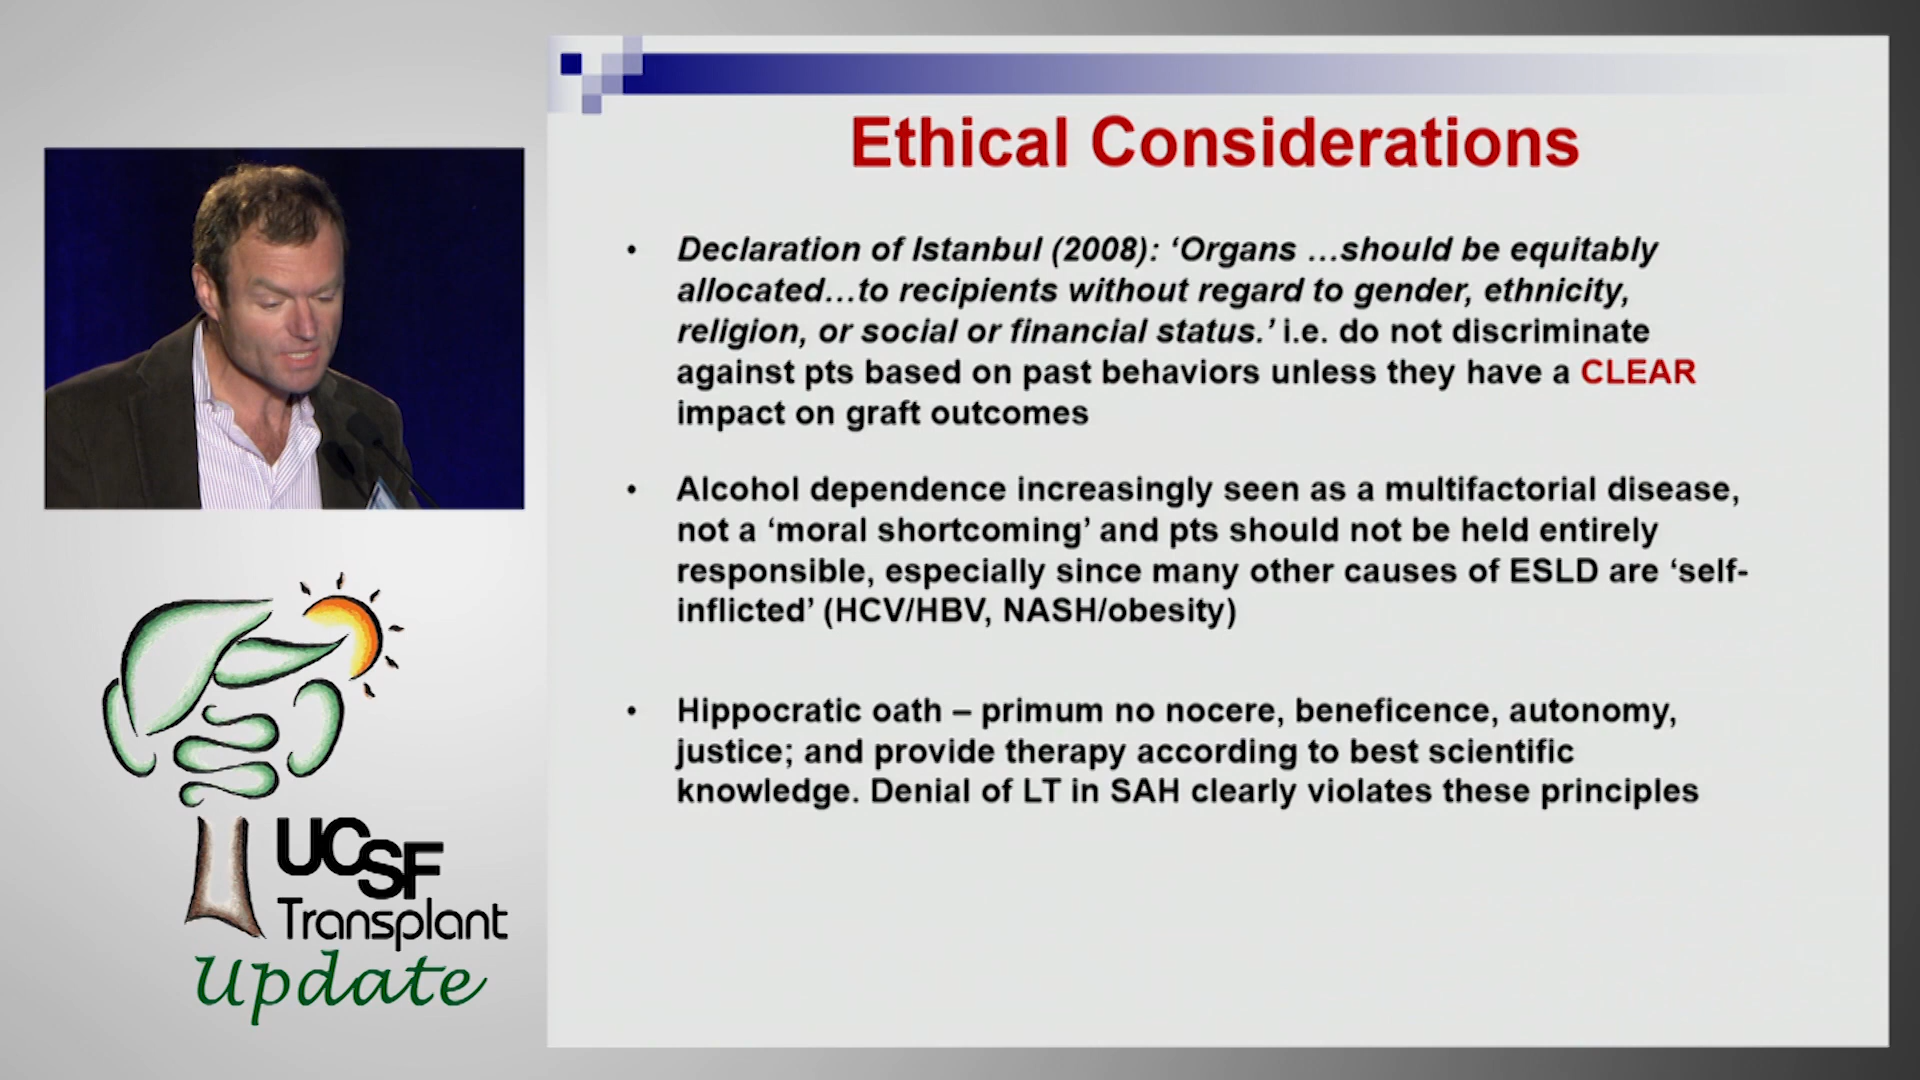 Ethical Considerations
• Declaration of Istanbul (2008): ‘Organs …should be equitably
allocated…to recipients without regard to gender, ethnicity,
religion, or social or financial status.’ i.e. do not discriminate
against pts based on past behaviors unless they have a CLEAR
impact on graft outcomes
• Alcohol dependence increasingly seen as a multifactorial disease,
not a ‘moral shortcoming’ and pts should not be held entirely
responsible, especially since many other causes of ESLD are ‘self-
inflicted’ (HCV/HBV, NASH/obesity)
• Hippocratic oath – primum no nocere, beneficence, autonomy,
justice; and provide therapy according to best scientific
knowledge. Denial of LT in SAH clearly violates these principles
UCSF
Transplant
Update